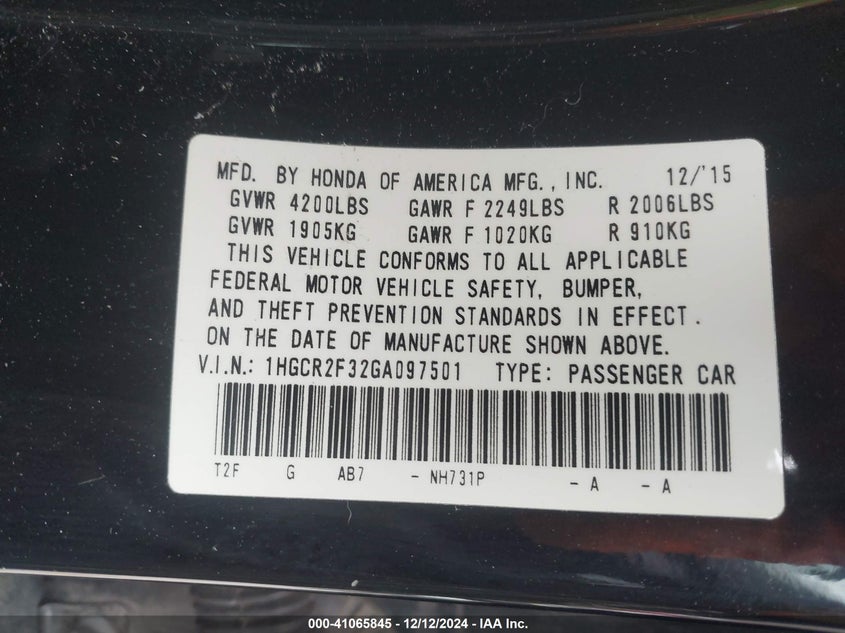 MFD. BY HONDA OF AMERICA MFG., INC. 12/'15
GVWR 4200LBS GAWR F 2249LBS R 2006LBS
GVWR 1905KG GAWR F 1020KG R 910KG
THIS VEHICLE CONFORMS TO ALL APPLICABLE
FEDERAL MOTOR VEHICLE SAFETY, BUMPER,
AND THEFT PREVENTION STANDARDS IN EFFECT.
ON THE DATE OF MANUFACTURE SHOWN ABOVE.
V.I.N.: 1HGCR2F32GA097501 TYPE: PASSENGER CAR
T2F G AB7 - NH731P - A - A
000-41065845 - 12/12/2024 - IAA Inc.